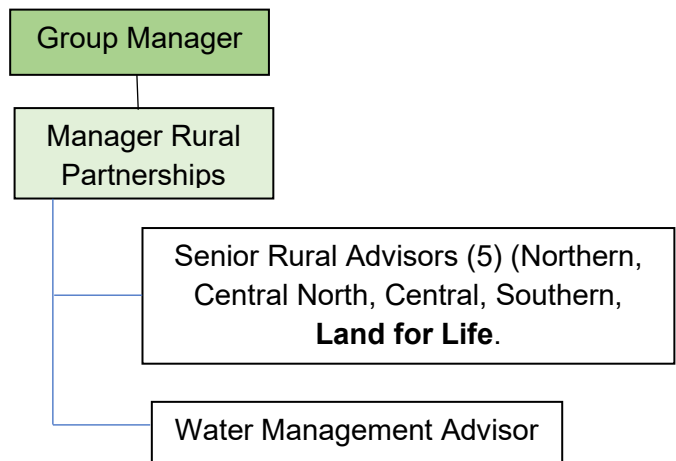 Group Manager
Manager Rural
Partnerships
Senior Rural Advisors (5) (Northern,
Central North, Central, Southern,
Land for Life.
Water Management Advisor